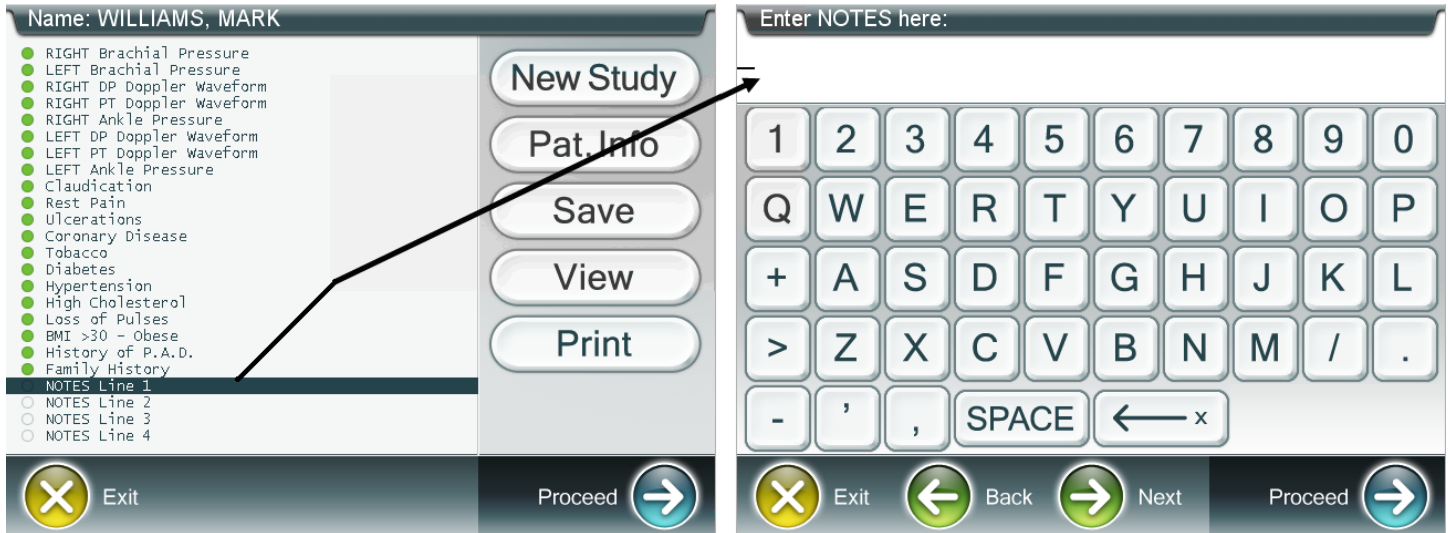 Name: WILLIAMS, MARK
RIGHT Brachial Pressure
LEFT Brachial Pressure
RIGHT DP Doppler Waveform
RIGHT PT Doppler Waveform
RIGHT Ankle Pressure
LEFT DP Doppler Waveform
LEFT PT Doppler Waveform
LEFT Ankle Pressure
Claudication
Rest Pain
Ulcerations
Coronary Disease
Tobacco
Diabetes
Hypertension
High Cholesterol
Loss of Pulses
BMI >30 - Obese
History of P.A.D.
Family History
NOTES Line 1
NOTES Line 2
NOTES Line 3
NOTES Line 4
New Study
Pat. Info
Save
View
Print
Exit
Proceed
Enter NOTES here:
1 2 3 4 5 6 7 8 9 0
Q W E R T Y U I O P
+ A S D F G H J K L
> Z X C V B N M / .
- ' , SPACE x
Exit Back Next Proceed